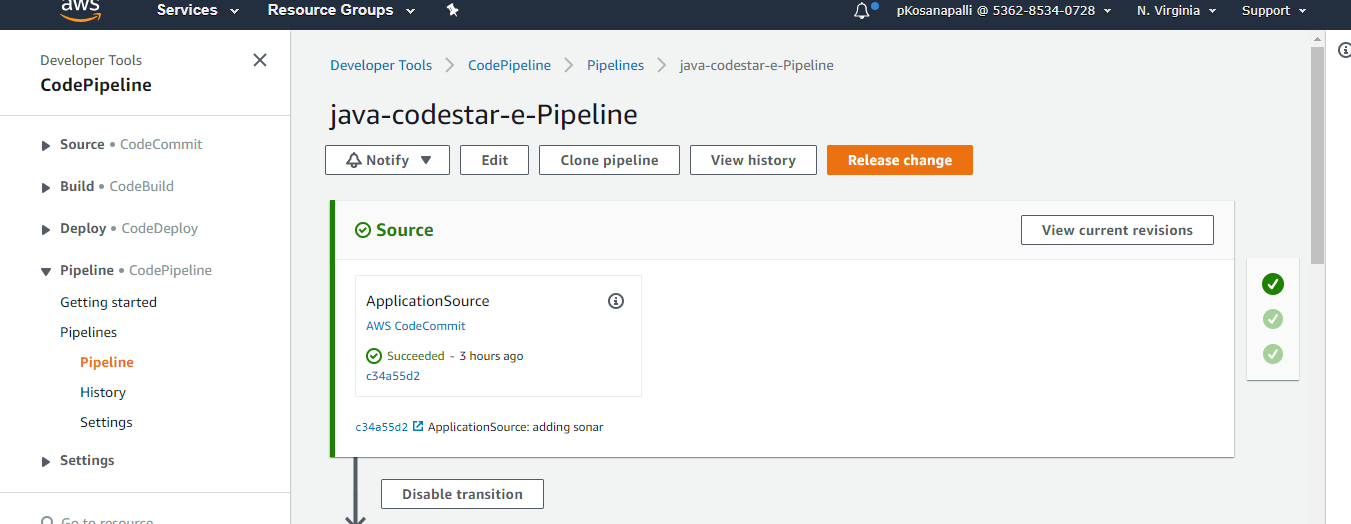 aws Services Resource Groups pKosanapalli @ 5362-8534-0728 N. Virginia Support
Developer Tools
CodePipeline
Source • CodeCommit
Build • CodeBuild
Deploy • CodeDeploy
Pipeline • CodePipeline
Getting started
Pipelines
Pipeline
History
Settings
Settings
Go to resource
Developer Tools CodePipeline Pipelines java-codestar-e-Pipeline
java-codestar-e-Pipeline
Notify Edit Clone pipeline View history Release change
Source View current revisions
ApplicationSource
AWS CodeCommit
Succeeded - 3 hours ago
c34a55d2
c34a55d2 ApplicationSource: adding sonar
Disable transition